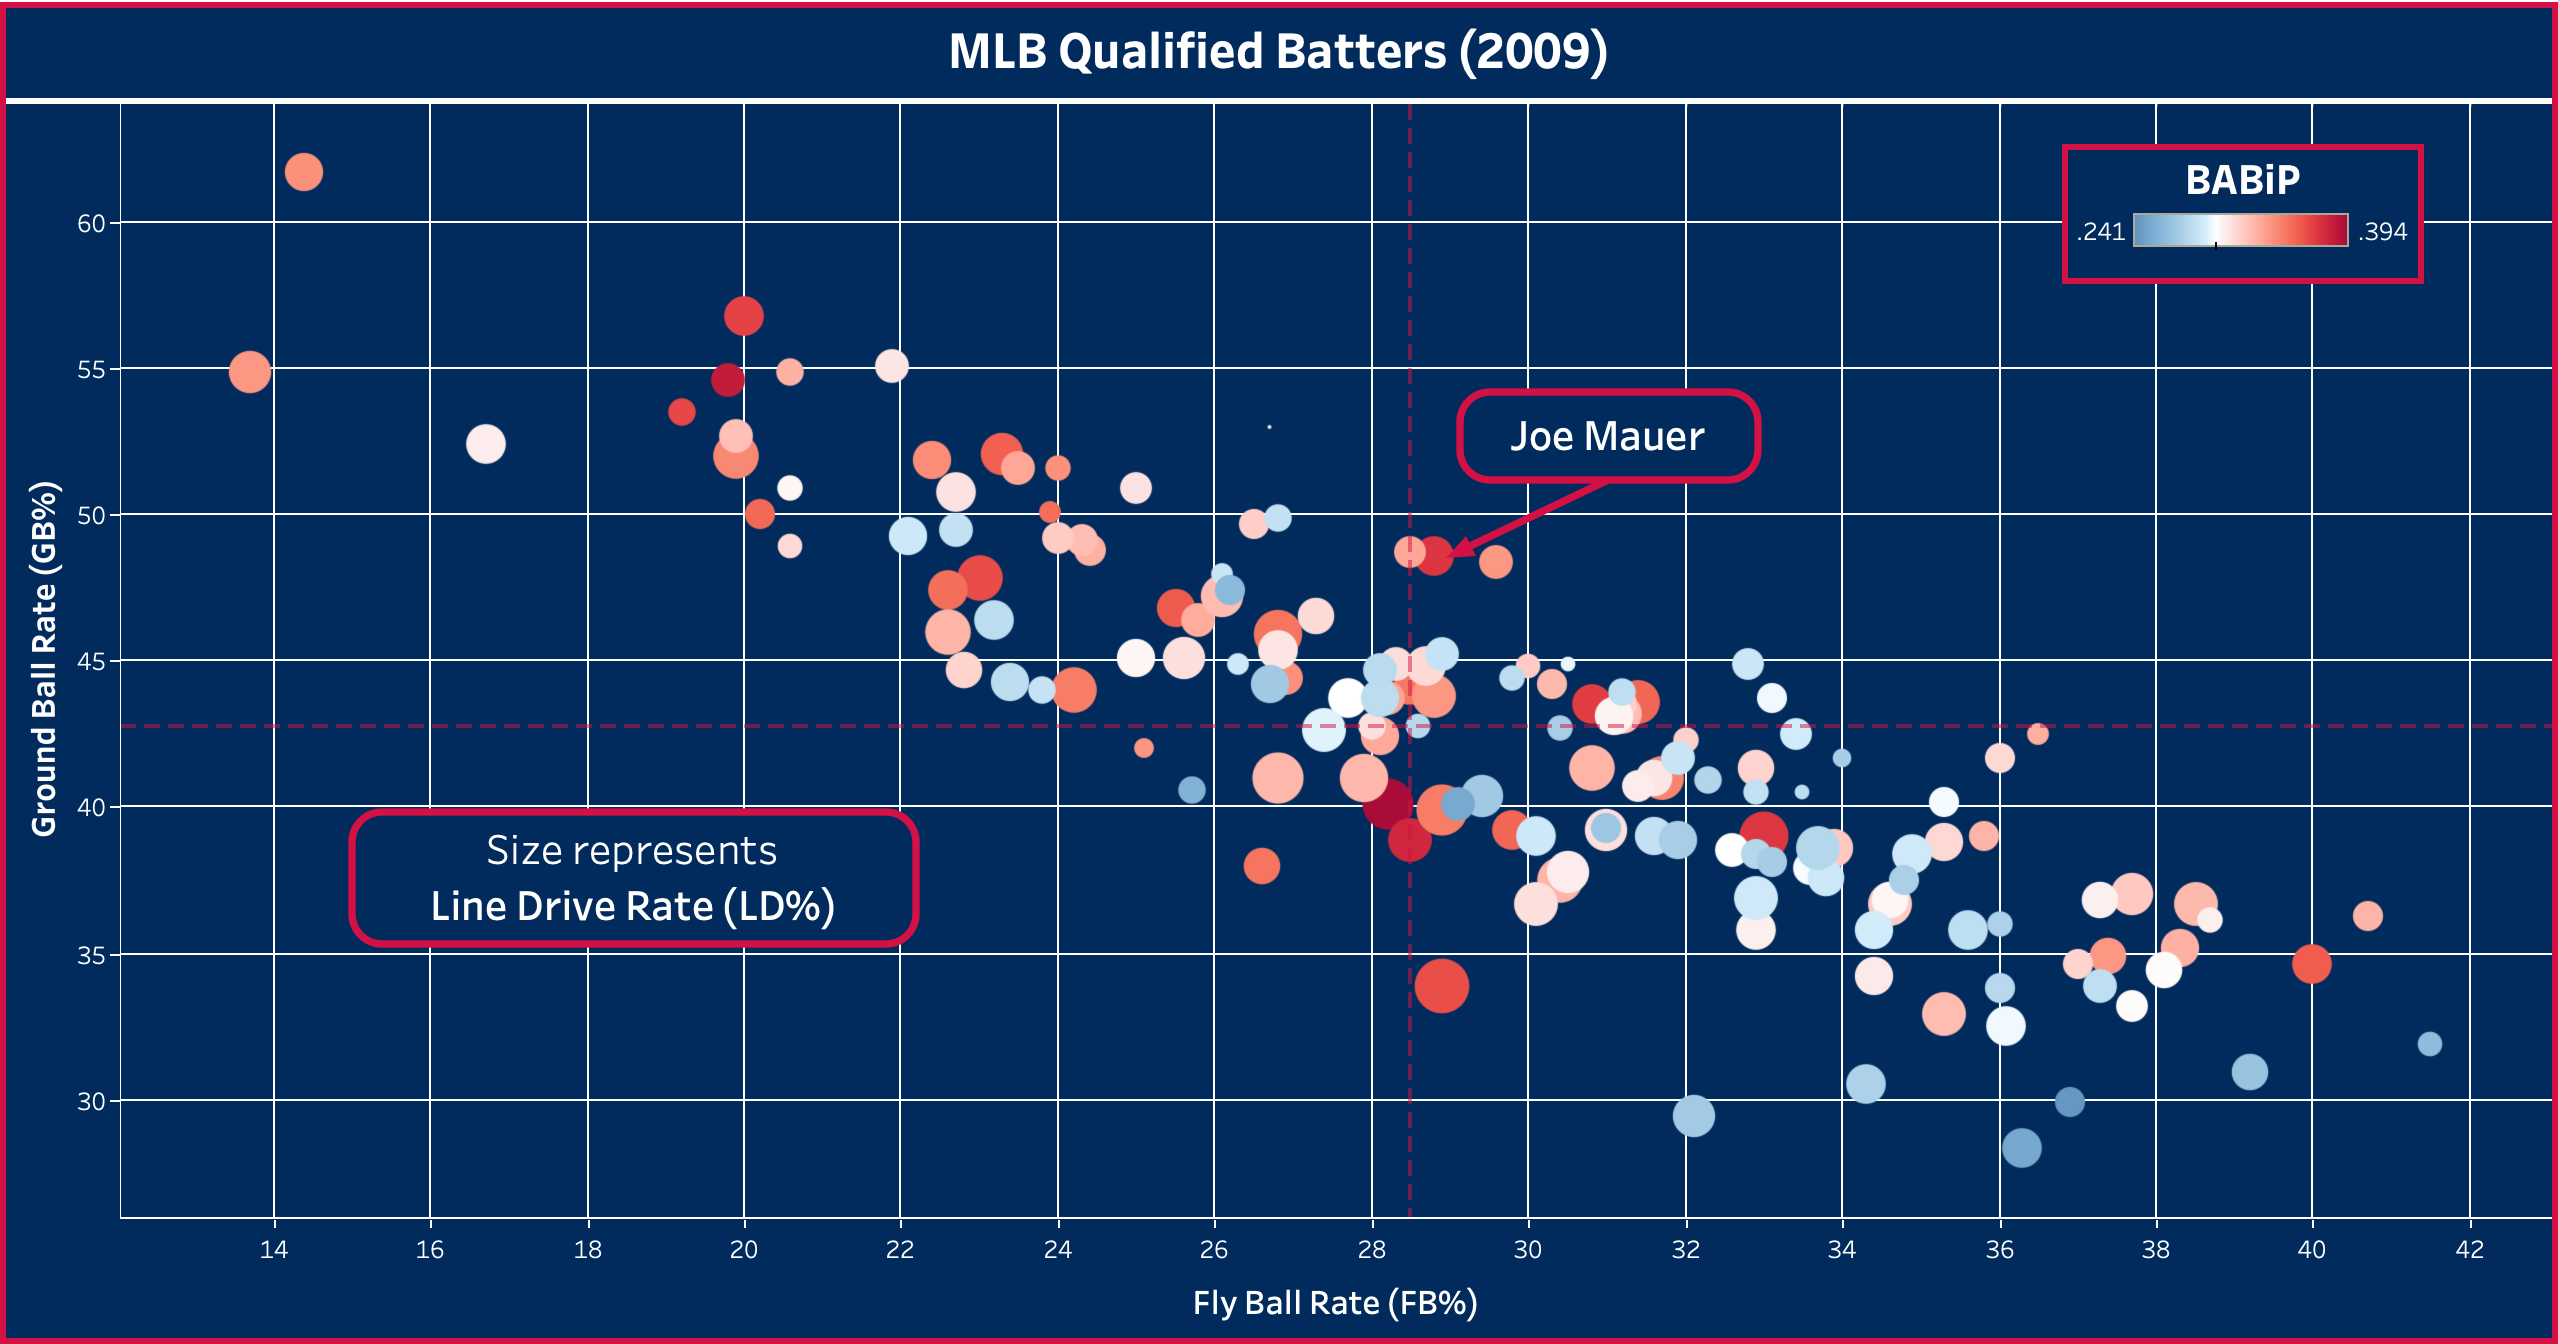 MLB Qualified Batters (2009)
BABiP
.241
.394
60
55
50
45
40
35
30
Ground Ball Rate (GB%)
Joe Mauer
Size represents
Line Drive Rate (LD%)
14 16 18 20 22 24 26 28 30 32 34 36 38 40 42
Fly Ball Rate (FB%)